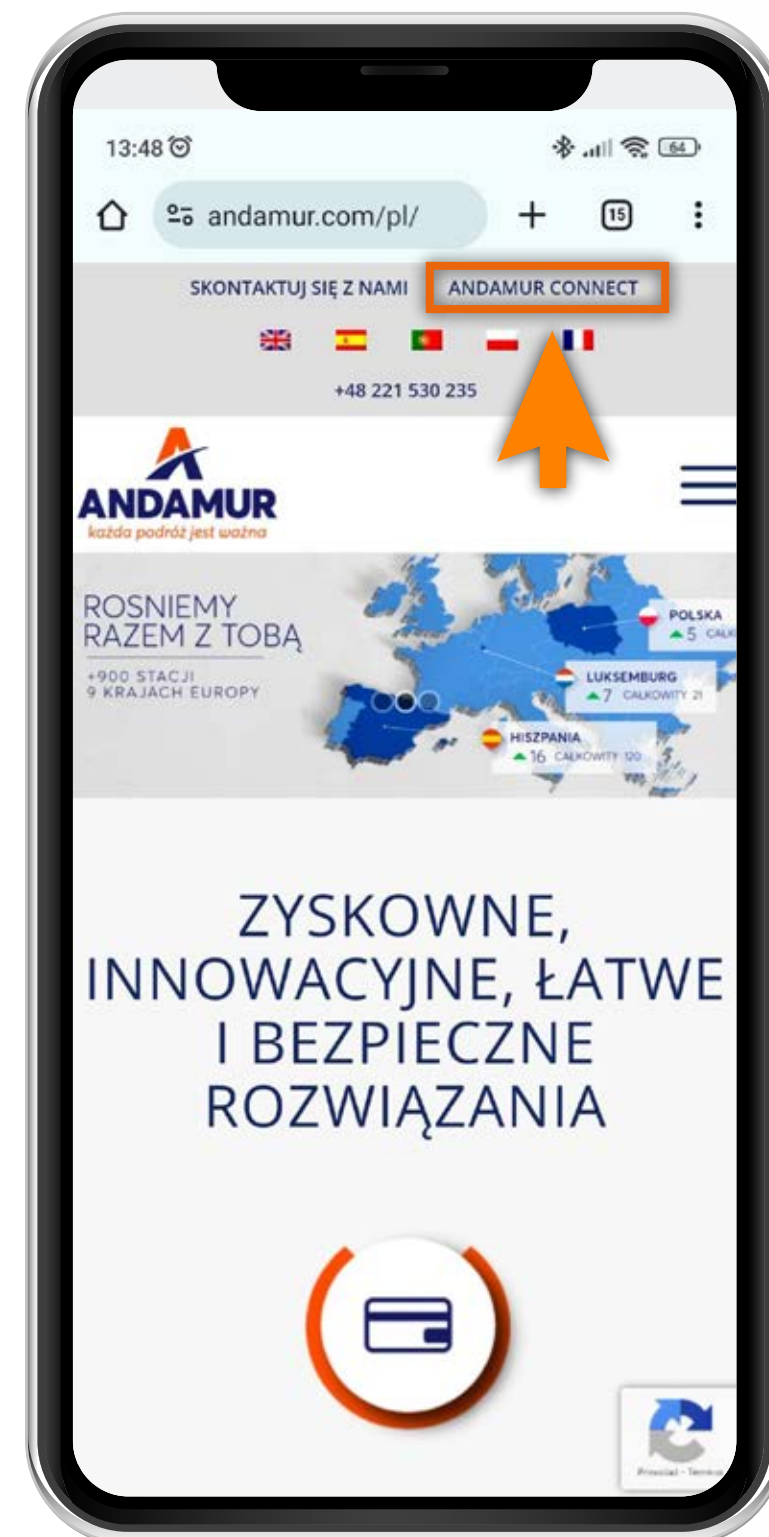 13:48
64
andamur.com/pl/
15
SKONTAKTUJ SIĘ Z NAMI ANDAMUR CONNECT
+48 221 530 235
ANDAMUR
każda podróż jest ważna
ROSNIEMY
RAZEM Z TOBĄ
+900 STACJI
9 KRAJACH EUROPY
POLSKA
5
LUKSEMBURG
7 CAŁKOWITY 21
HISZPANIA
16 CAŁKOWITY 120
ZYSKOWNE,
INNOWACYJNE, ŁATWE
I BEZPIECZNE
ROZWIĄZANIA